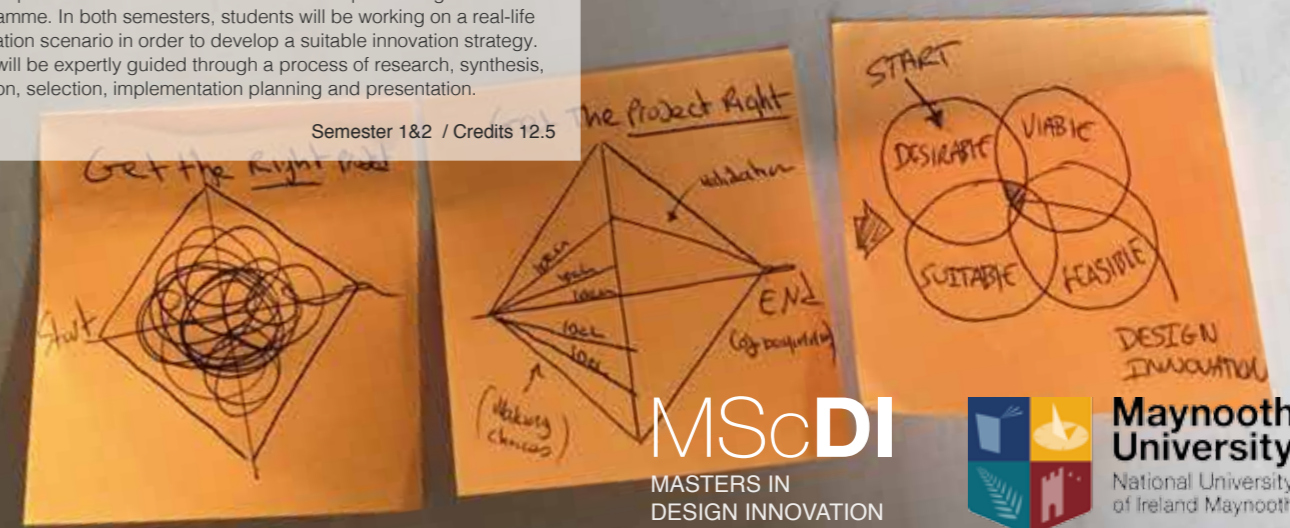 amme. In both semesters, students will be working on a real-life
ation scenario in order to develop a suitable innovation strategy.
will be expertly guided through a process of research, synthesis,
on, selection, implementation planning and presentation.
Semester 1&2 / Credits 12.5
Get the Right
Start
The Project Right
validation
idea
idea
idea
idea
idea
END
(of
(Making
choices)
START
DESIRABLE
VIABLE
SUITABLE
FEASIBLE
DESIGN
INNOVATION
MScDI
MASTERS IN
DESIGN INNOVATION
Maynooth
University
National University
of Ireland Maynooth